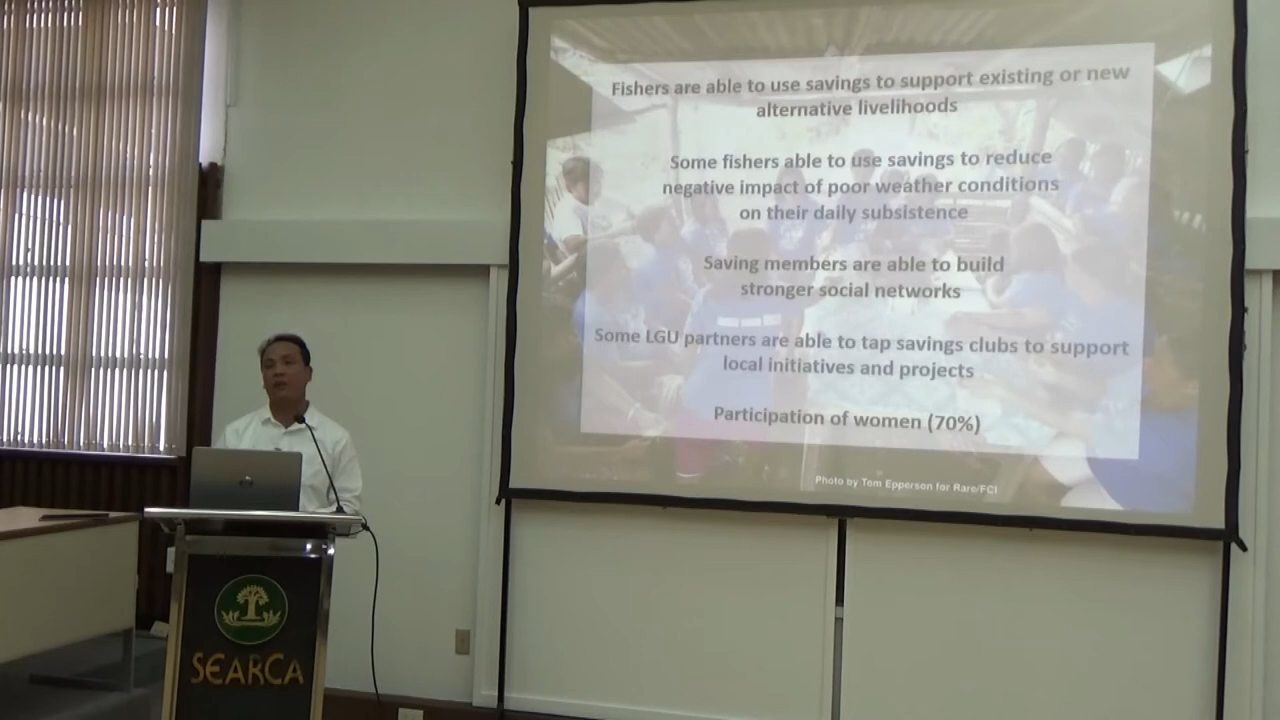 Fishers are able to use savings to support existing or new
alternative livelihoods
Some fishers able to use savings to reduce
negative impact of poor weather conditions
on their daily subsistence
Saving members are able to build
stronger social networks
Some LGU partners are able to tap savings clubs to support
local initiatives and projects
Participation of women (70%)
Photo by Tom Epperson for Rare/FCI
SEARCA